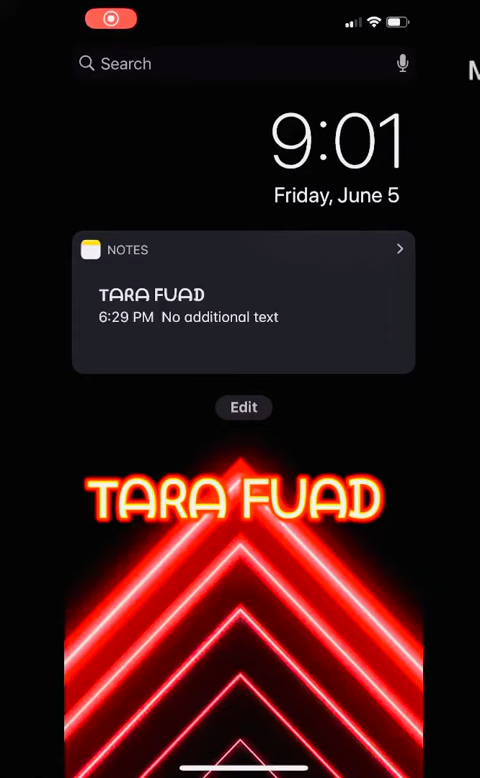 Search
9:01
Friday, June 5
NOTES
TARA FUAD
6:29 PM No additional text
Edit
TARA FUAD